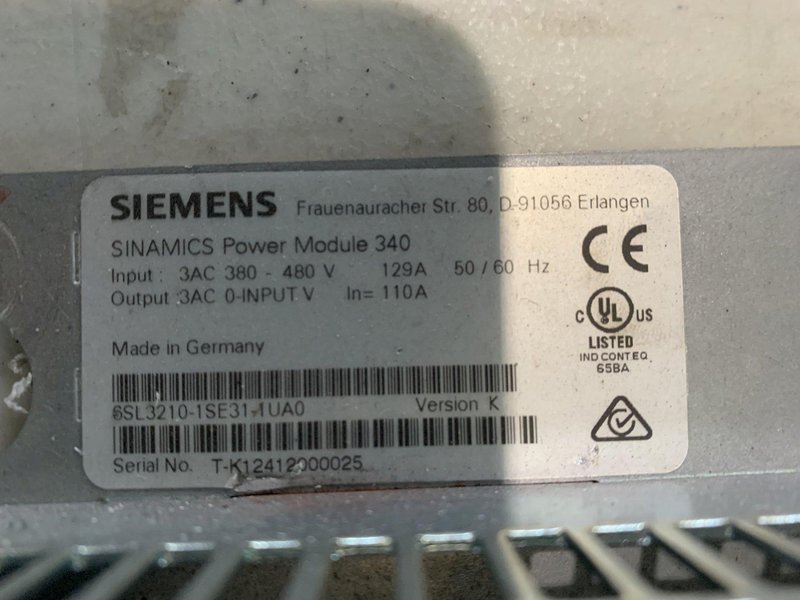 SIEMENS Frauenauracher Str. 80, D-91056 Erlangen
SINAMICS Power Module 340
Input : 3AC 380 - 480 V 129A 50 / 60 Hz
Output :3AC 0-INPUT V In= 110A
CE
C UL US
LISTED
IND CONT EQ
65BA
Made in Germany
6SL3210-1SE31-1UA0 Version K
Serial No. T-K12412000025